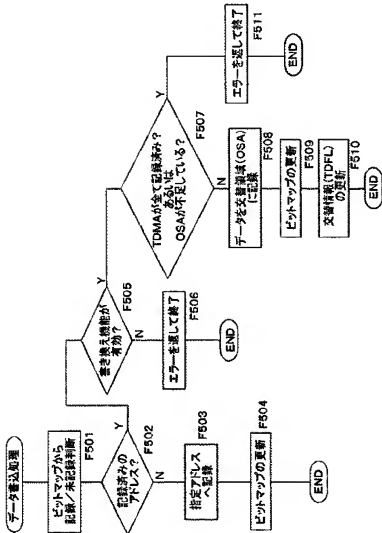 データ書込処理
ビットマップから
記録／未記録判断
F501
記録済みの
アドレス？
F502
Y
N
指定アドレス
へ記録
F503
ビットマップの更新
F504
END
書き換え機能が
有効？
F505
Y
N
エラーを返して終了
F506
END
TDMAが全て記録済み？
あるいは
OSAが不足している？
F507
Y
N
データを交替領域(OSA)
に記録
F508
ビットマップの更新
F509
交替情報(TDFL)
の更新
F510
END
エラーを返して終了
F511
END